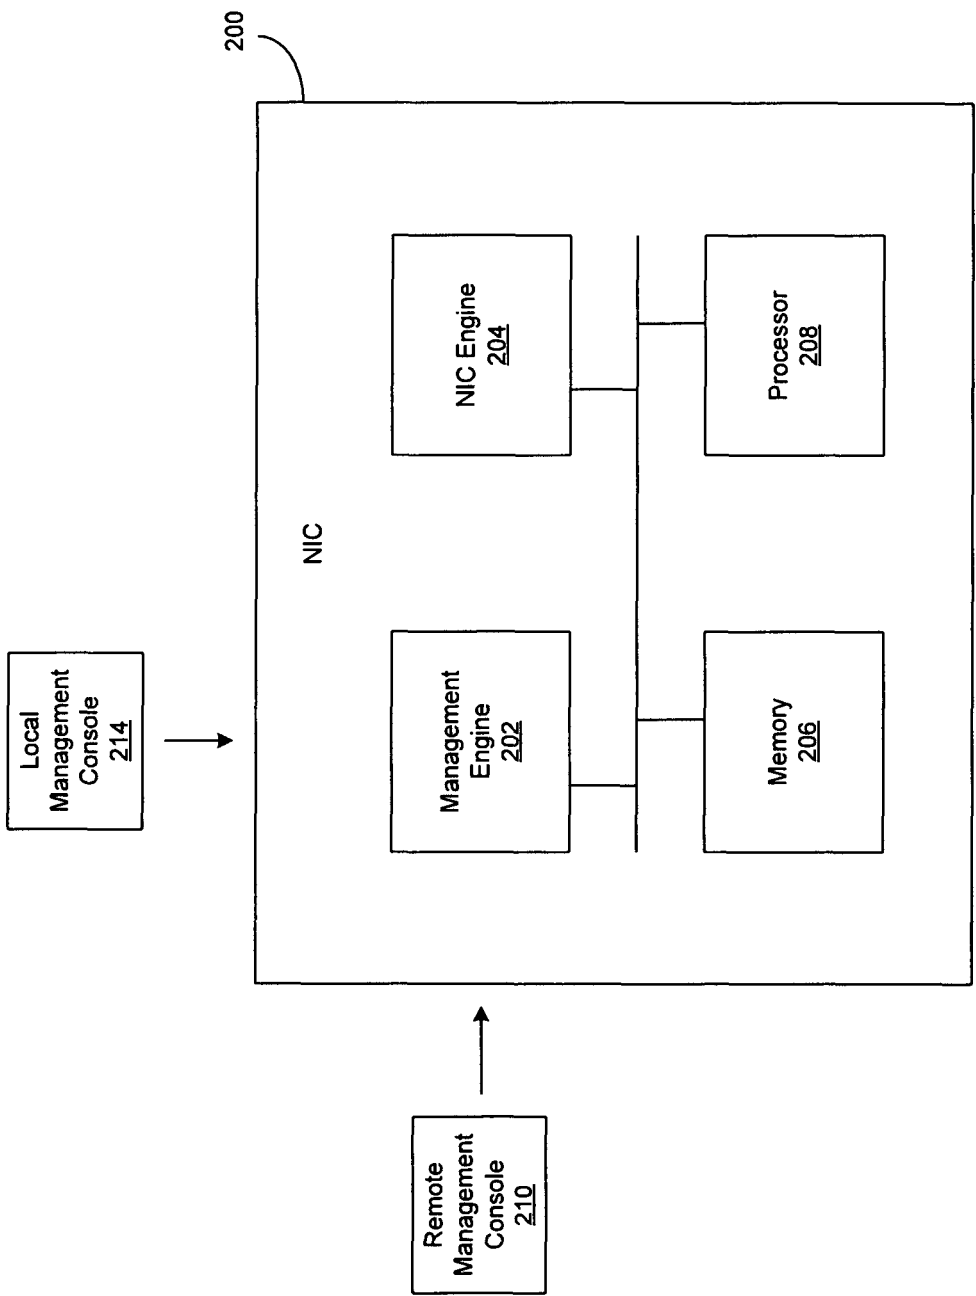 200
Local
Management
Console
214
NIC
Management
Engine
202
NIC Engine
204
Memory
206
Processor
208
Remote
Management
Console
210